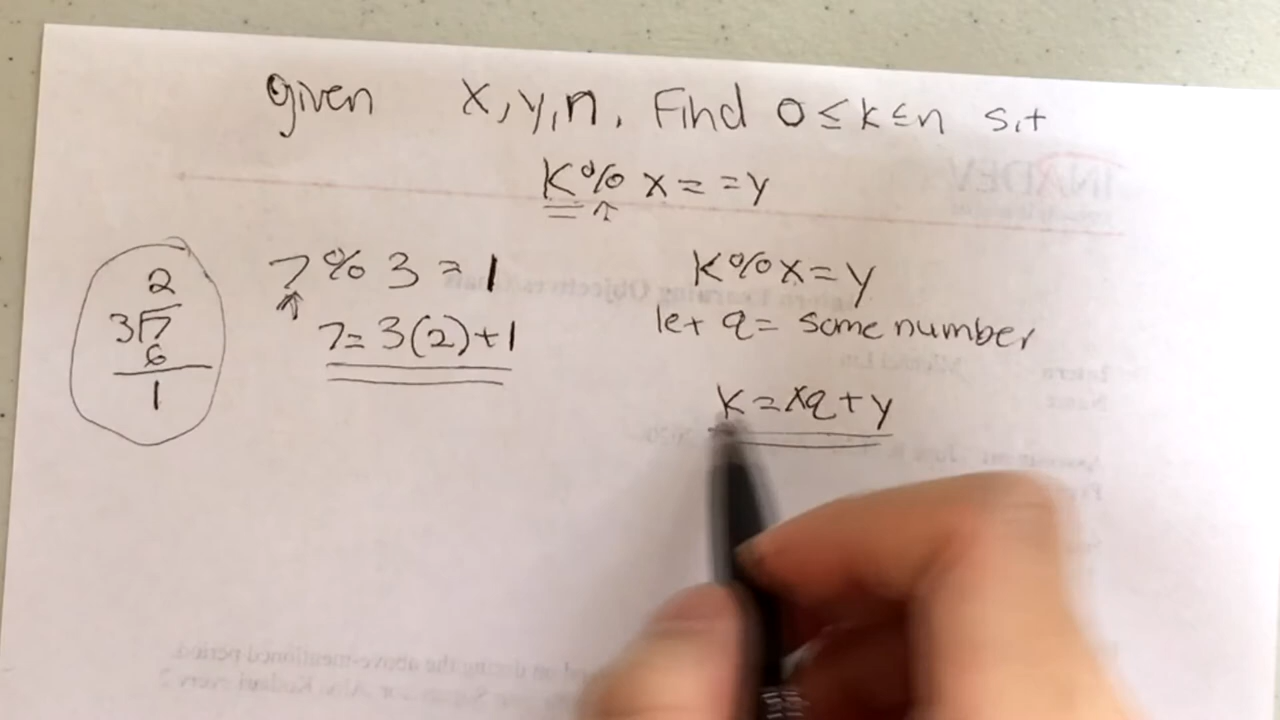 given x, y, n. Find 0 ≤ k ≤ n s.t
K % x = = y
2
3 7
6
1
7 % 3 = 1
7 = 3(2) + 1
K % x = y
let q = some number
K = xq + y